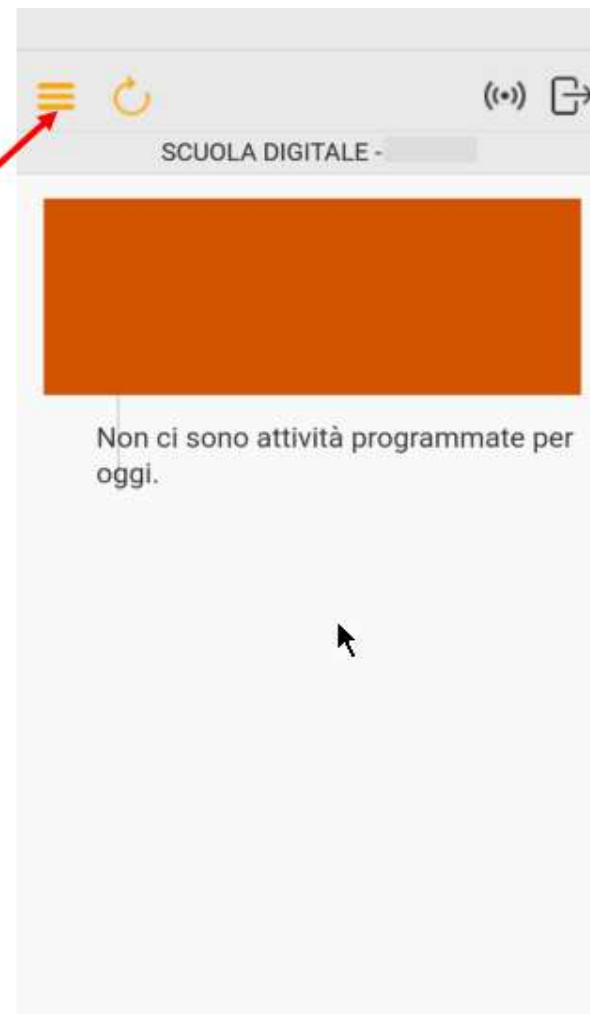 SCUOLA DIGITALE -
Non ci sono attività programmate per
oggi.